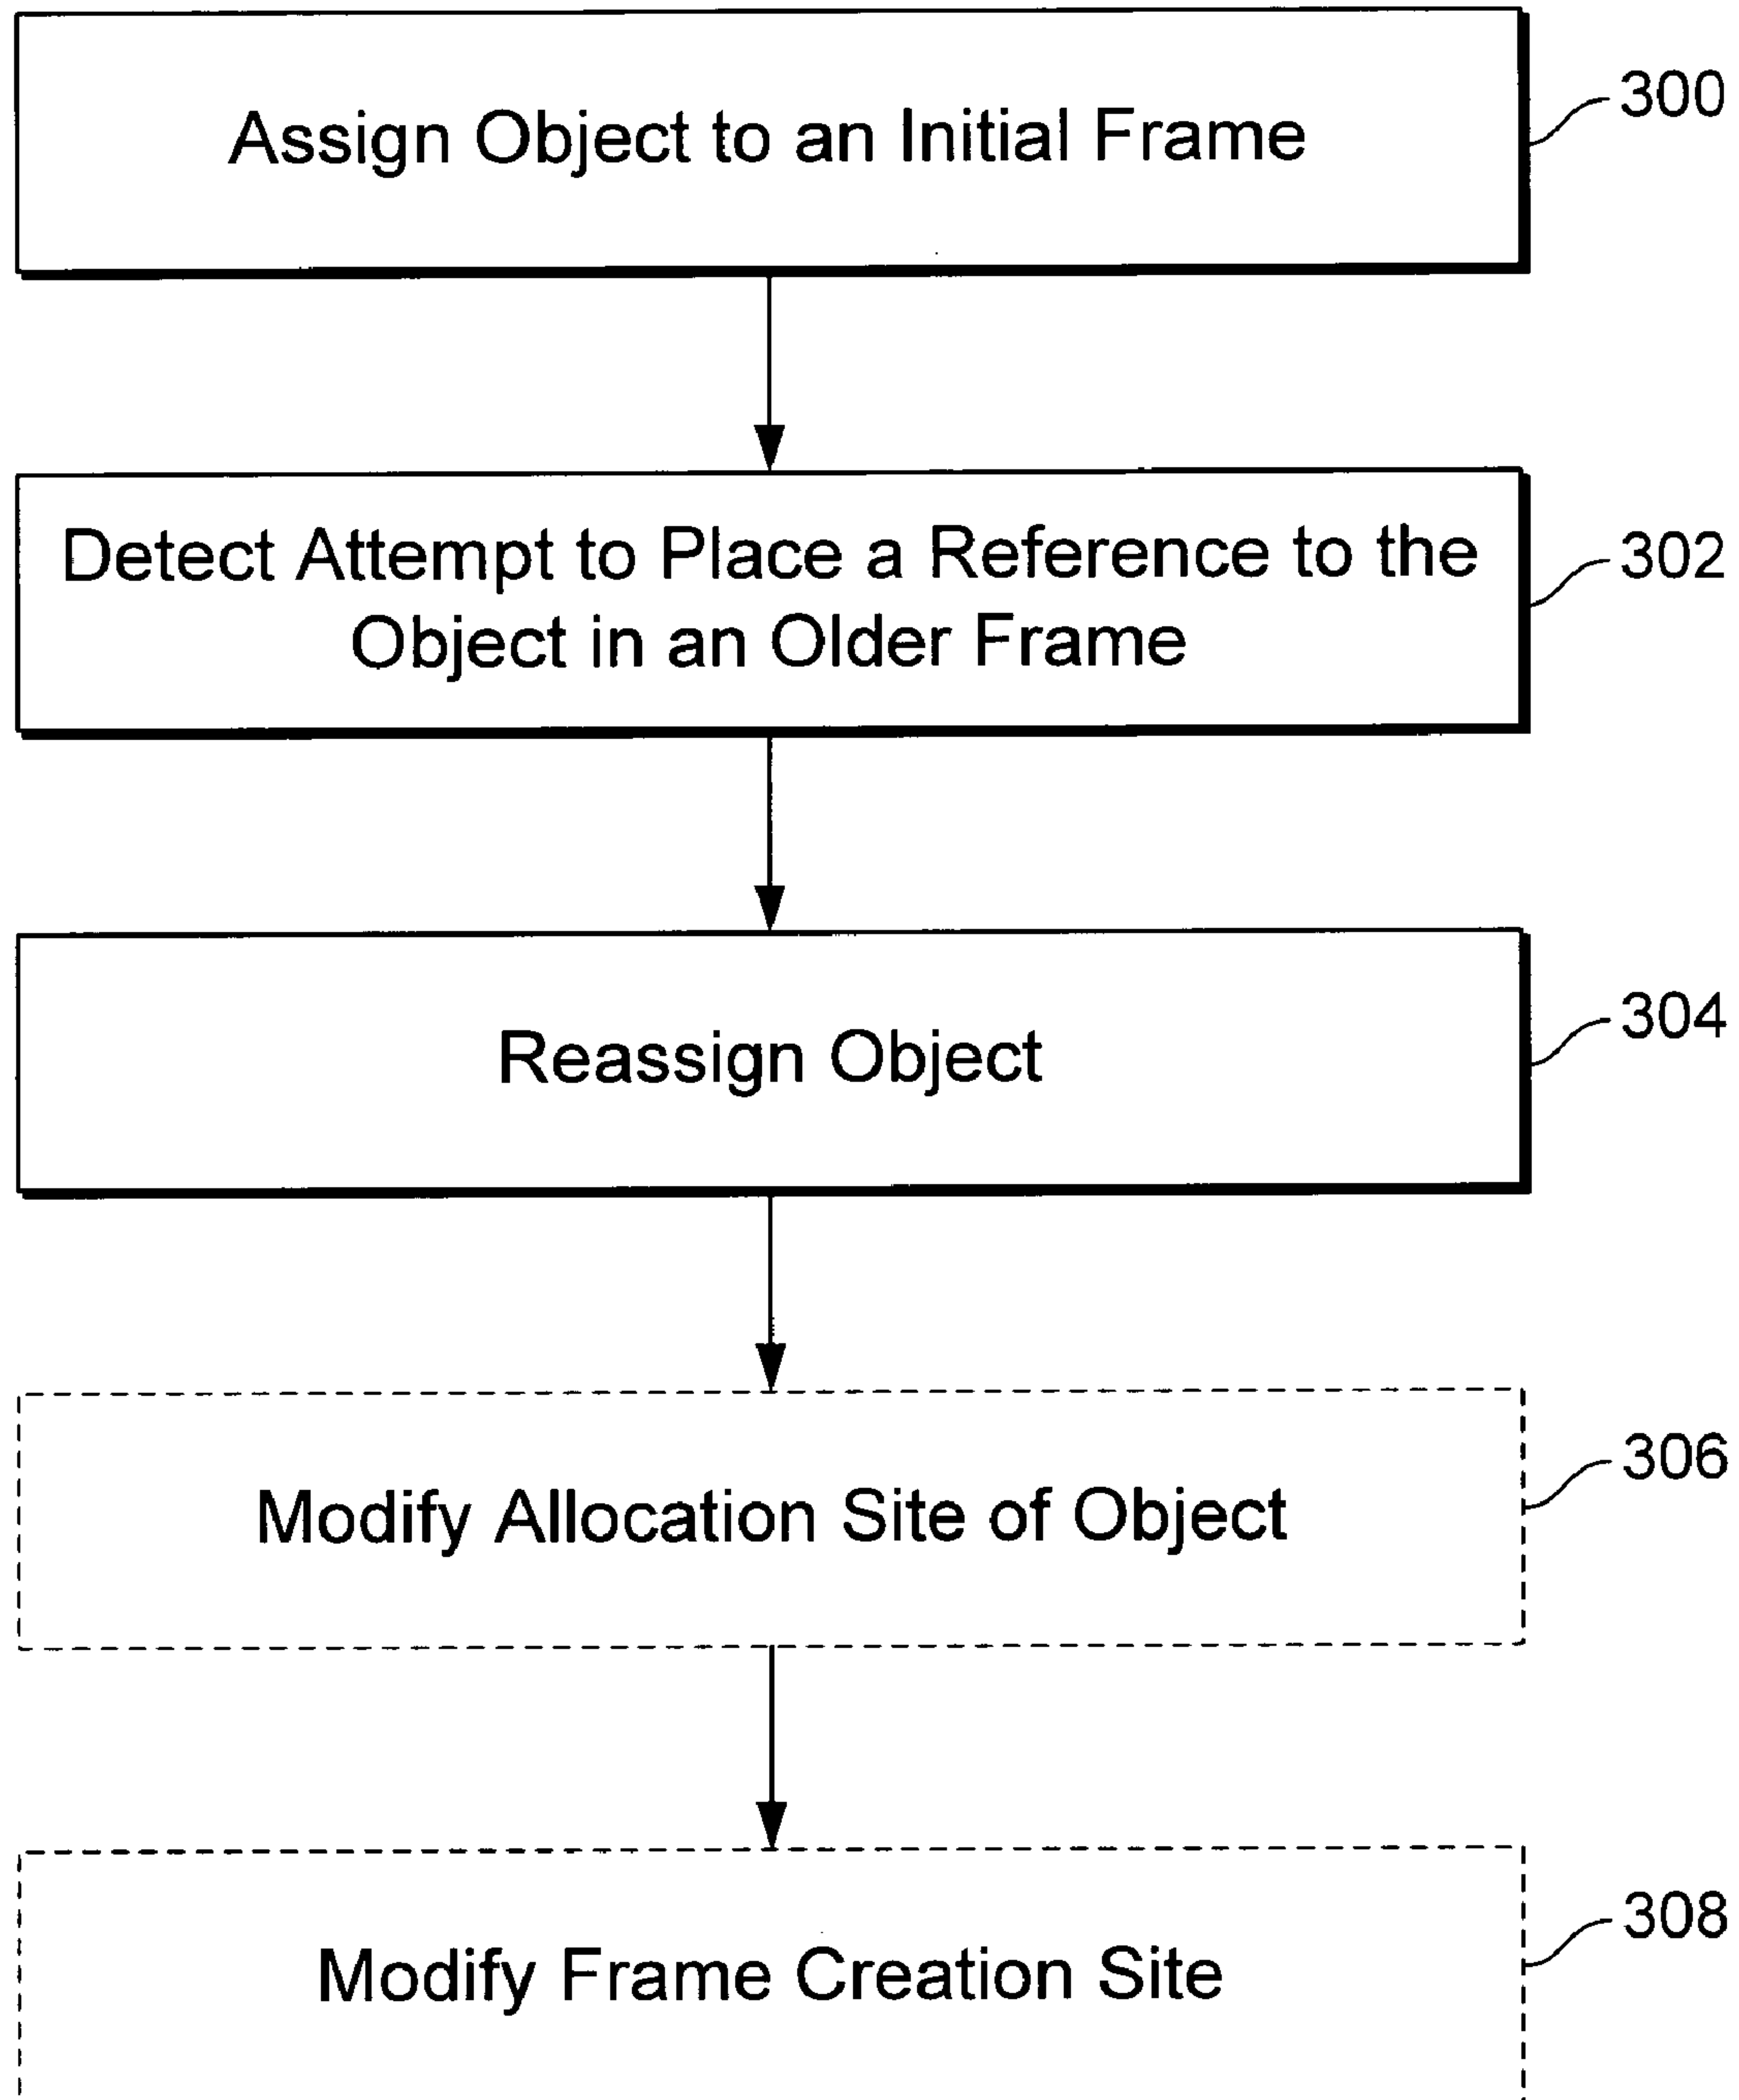 Assign Object to an Initial Frame
300
Detect Attempt to Place a Reference to the
Object in an Older Frame
302
Reassign Object
304
Modify Allocation Site of Object
306
Modify Frame Creation Site
308